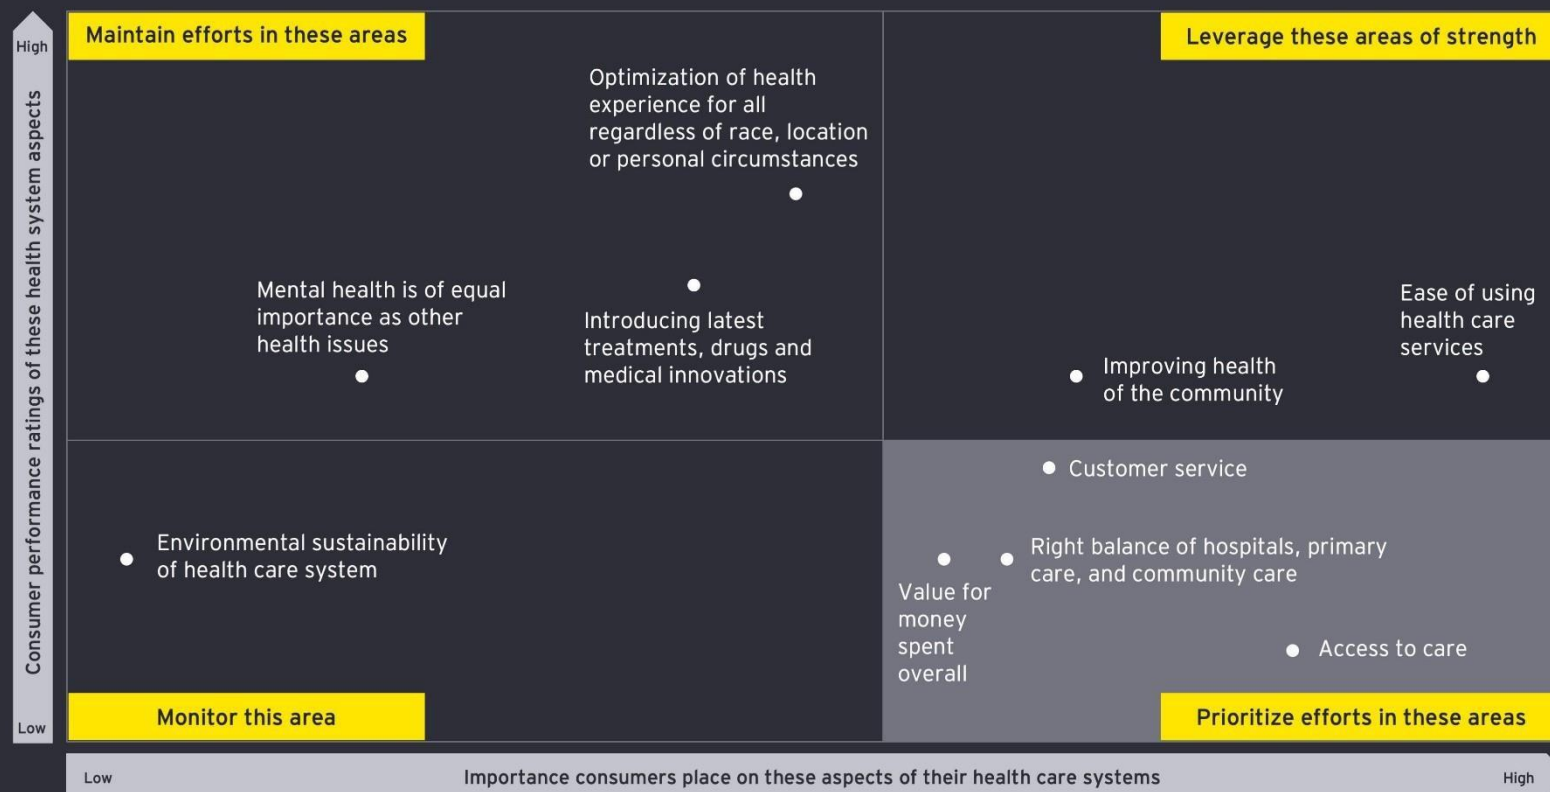 High
Consumer performance ratings of these health system aspects
Low
Maintain efforts in these areas
Leverage these areas of strength
Optimization of health
experience for all
regardless of race, location
or personal circumstances
Mental health is of equal
importance as other
health issues
Introducing latest
treatments, drugs and
medical innovations
Ease of using
health care
services
Improving health
of the community
Customer service
Environmental sustainability
of health care system
Right balance of hospitals, primary
care, and community care
Value for
money
spent
overall
Access to care
Monitor this area
Prioritize efforts in these areas
Low
Importance consumers place on these aspects of their health care systems
High